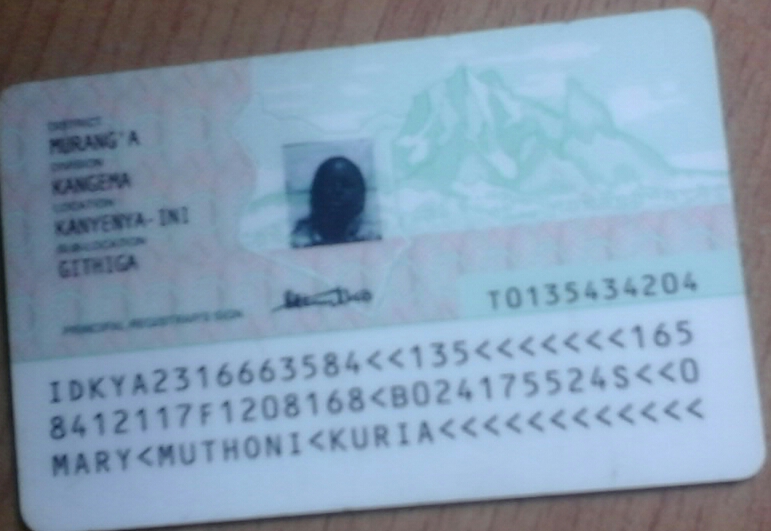 DISTRICT
MURANG'A
DIVISION
KANGEMA
LOCATION
KANYENYA-INI
SUB-LOCATION
GITHIGA
PRINCIPAL REGISTRAR'S SIGN.
T0135434204
IDKYA2316663584<<135<<<<<<<165
8412117F1208168<B024175524S<<0
MARY<MUTHONI<KURIA<<<<<<<<<<<<